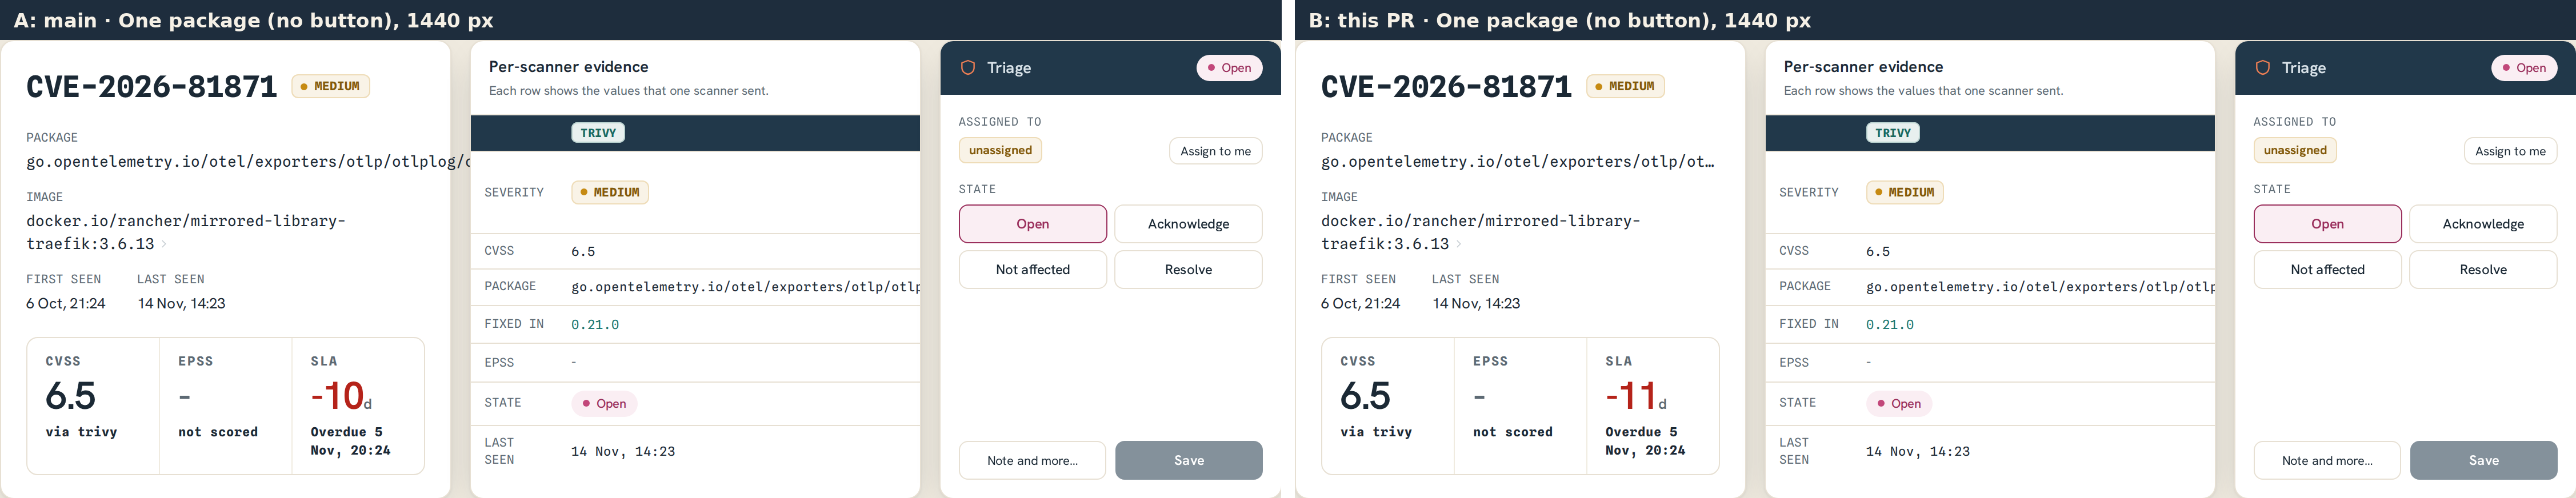 A: main · One package (no button), 1440 px
CVE-2026-81871
MEDIUM
PACKAGE
go.opentelemetry.io/otel/exporters/otlp/otlplog/
IMAGE
docker.io/rancher/mirrored-library-
traefik:3.6.13 ›
FIRST SEEN LAST SEEN
6 Oct, 21:24 14 Nov, 14:23
CVSS
6.5
via trivy
EPSS
-
not scored
SLA
-10d
Overdue 5
Nov, 20:24
Per-scanner evidence
Each row shows the values that one scanner sent.
TRIVY
SEVERITY MEDIUM
CVSS 6.5
PACKAGE go.opentelemetry.io/otel/exporters/otlp/otlp
FIXED IN 0.21.0
EPSS -
STATE Open
LAST
SEEN
14 Nov, 14:23
Triage
Open
ASSIGNED TO
unassigned
Assign to me
STATE
Open Acknowledge
Not affected Resolve
Note and more... Save
B: this PR · One package (no button), 1440 px
CVE-2026-81871
MEDIUM
PACKAGE
go.opentelemetry.io/otel/exporters/otlp/ot…
IMAGE
docker.io/rancher/mirrored-library-
traefik:3.6.13 ›
FIRST SEEN LAST SEEN
6 Oct, 21:24 14 Nov, 14:23
CVSS
6.5
via trivy
EPSS
-
not scored
SLA
-11d
Overdue 5
Nov, 20:24
Per-scanner evidence
Each row shows the values that one scanner sent.
TRIVY
SEVERITY MEDIUM
CVSS 6.5
PACKAGE go.opentelemetry.io/otel/exporters/otlp/otlp
FIXED IN 0.21.0
EPSS -
STATE Open
LAST
SEEN
14 Nov, 14:23
Triage
Open
ASSIGNED TO
unassigned
Assign to me
STATE
Open Acknowledge
Not affected Resolve
Note and more... Save